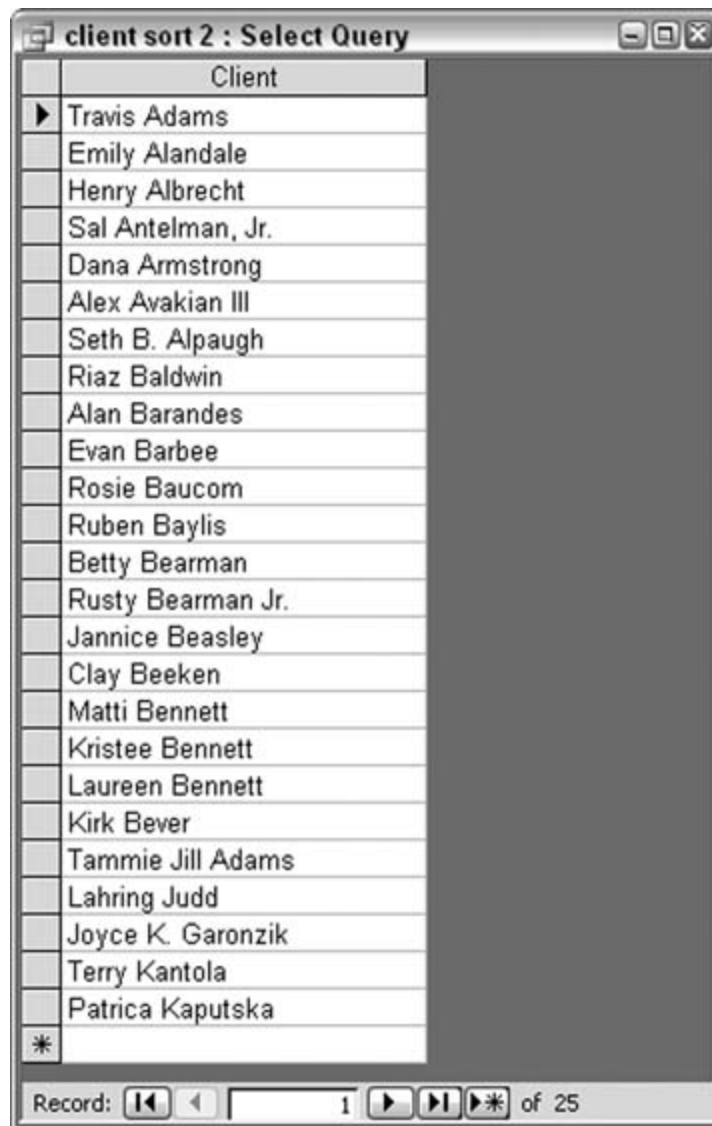 client sort 2 : Select Query
Client
Travis Adams
Emily Alandale
Henry Albrecht
Sal Antelman, Jr.
Dana Armstrong
Alex Avakian III
Seth B. Alpaugh
Riaz Baldwin
Alan Barandes
Evan Barbee
Rosie Baucom
Ruben Baylis
Betty Bearman
Rusty Bearman Jr.
Jannice Beasley
Clay Beeken
Matti Bennett
Kristee Bennett
Laureen Bennett
Kirk Bever
Tammie Jill Adams
Lahring Judd
Joyce K. Garonzik
Terry Kantola
Patrica Kaputska
Record: 1 of 25